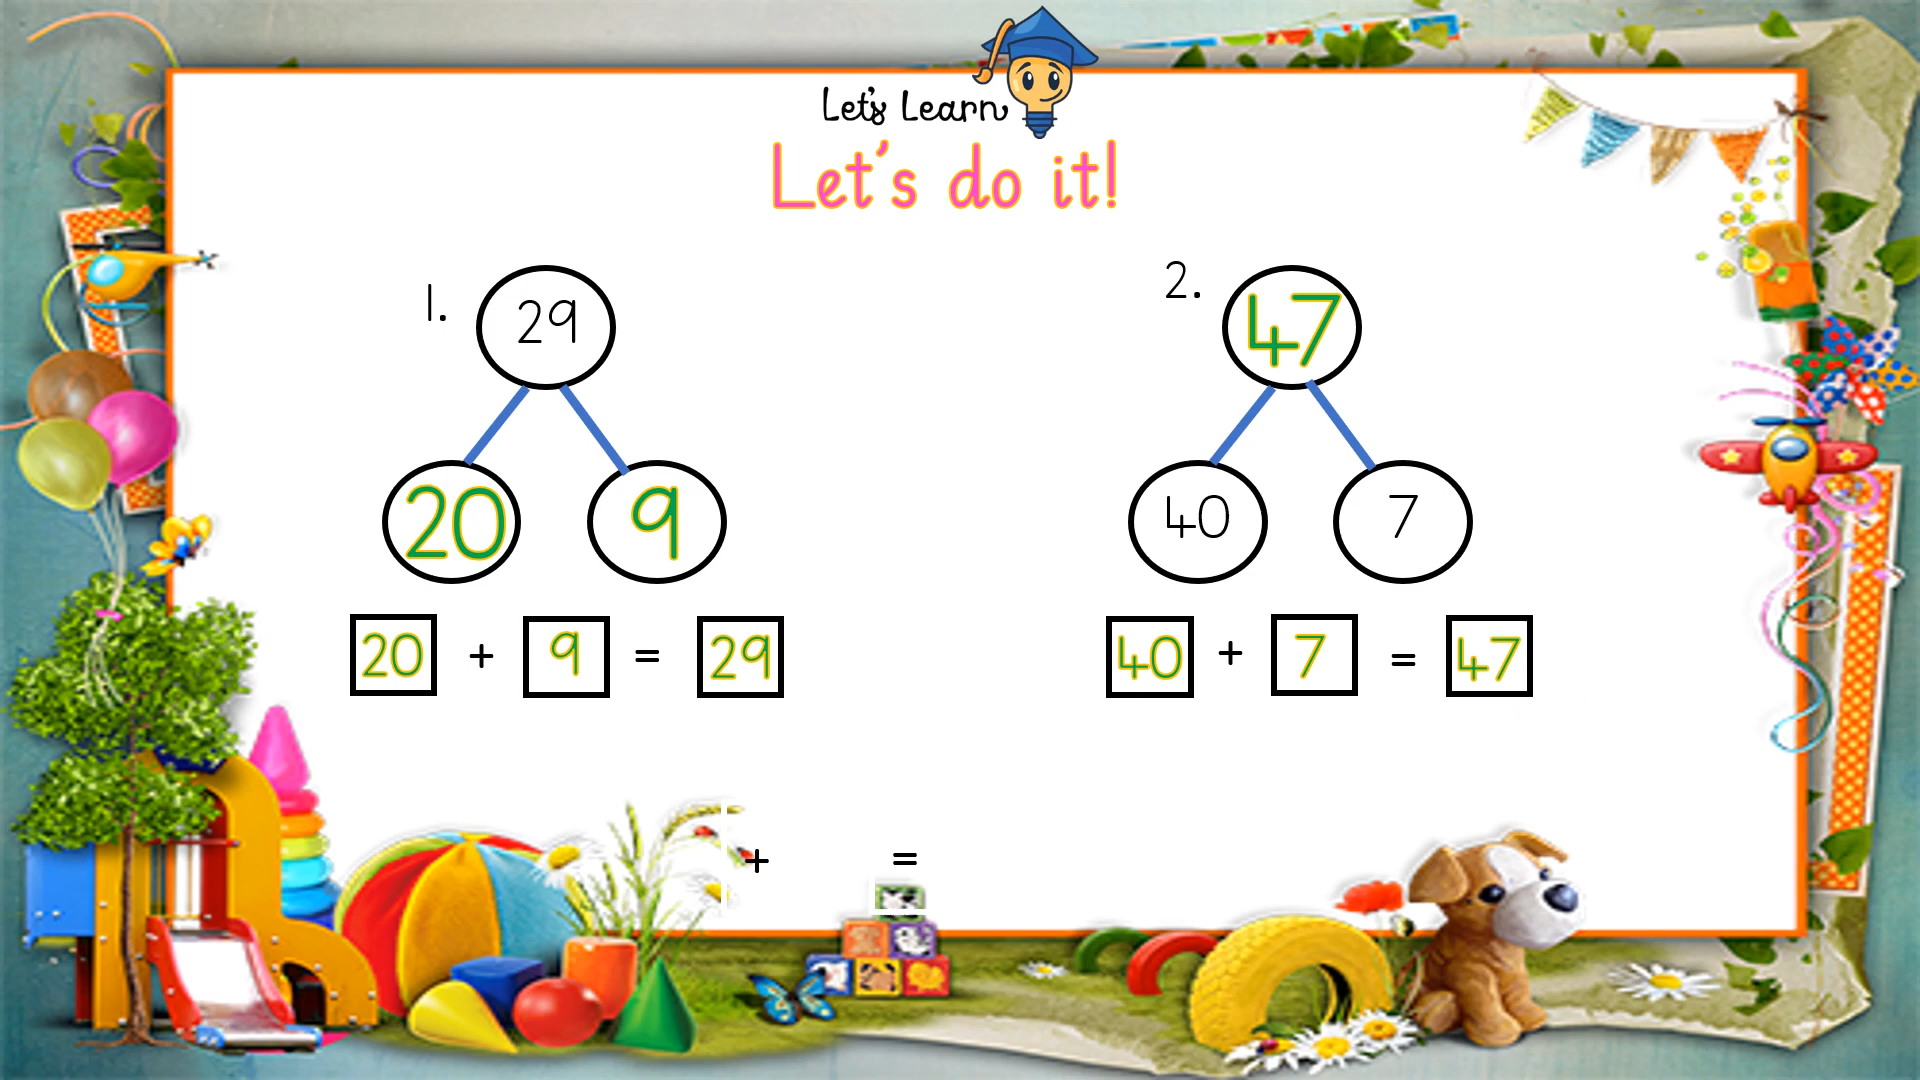 Let's Learn
Let's do it!
1.
29
20 9
20 + 9 = 29
2.
47
40 7
40 + 7 = 47
+ =